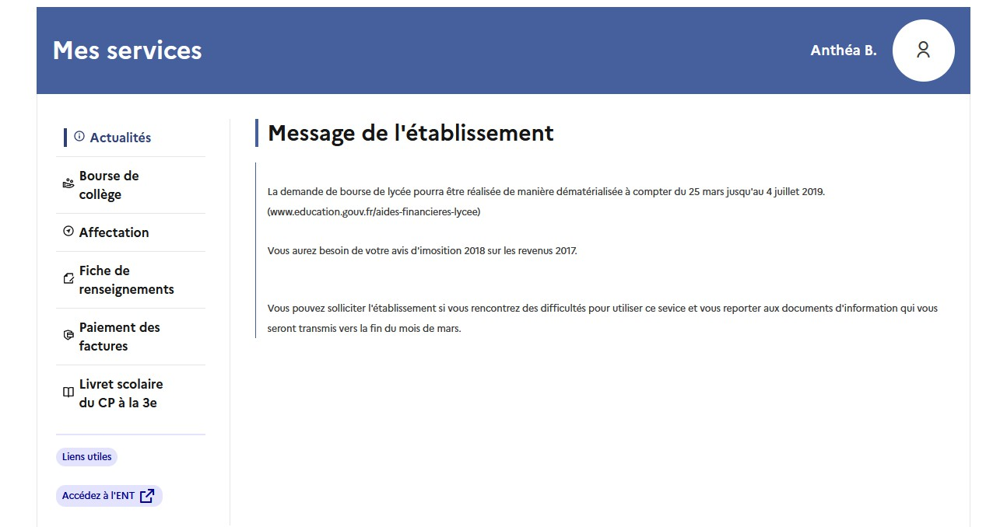 Mes services
Anthéa B.
Actualités
Bourse de
collège
Affectation
Fiche de
renseignements
Paiement des
factures
Livret scolaire
du CP à la 3e
Liens utiles
Accédez à l'ENT
Message de l'établissement
La demande de bourse de lycée pourra être réalisée de manière dématérialisée à compter du 25 mars jusqu'au 4 juillet 2019.
(www.education.gouv.fr/aides-financieres-lycee)
Vous aurez besoin de votre avis d'imosition 2018 sur les revenus 2017.
Vous pouvez solliciter l'établissement si vous rencontrez des difficultés pour utiliser ce sevice et vous reporter aux documents d'information qui vous
seront transmis vers la fin du mois de mars.